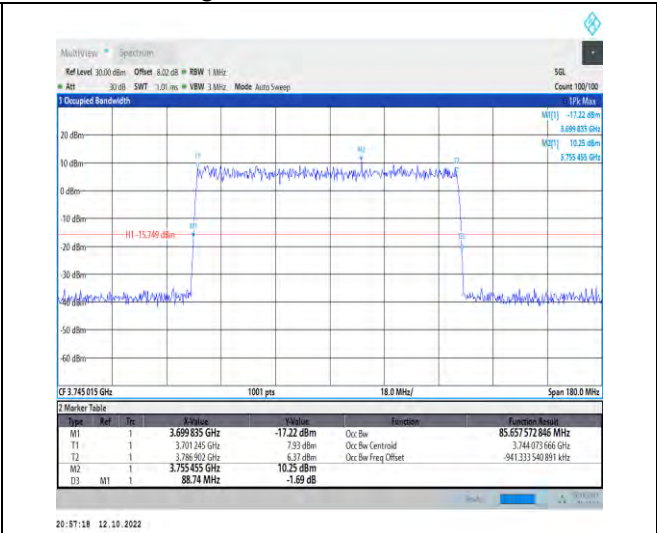 MultiView Spectrum
Ref Level 30.00 dBm Offset 8.02 dB RBW 1 MHz SGL
Att 30 dB SWT 1.01 ms VBW 3 MHz Mode Auto Sweep Count 100/100
1 Occupied Bandwidth 1Pk Max
M1[1] -17.22 dBm
3.699 835 GHz
M2[1] 10.25 dBm
3.755 455 GHz
20 dBm
M2
T1 T2
10 dBm
0 dBm
-10 dBm
M1
H1 -15.749 dBm
D3
-20 dBm
-30 dBm
-40 dBm
-50 dBm
-60 dBm
CF 3.745 015 GHz 1001 pts 18.0 MHz/ Span 180.0 MHz
2 Marker Table
Type Ref Trc X-Value Y-Value Function Function Result
M1 1 3.699 835 GHz -17.22 dBm Occ Bw 85.657 572 846 MHz
T1 1 3.701 245 GHz 7.93 dBm Occ Bw Centroid 3.744 073 666 GHz
T2 1 3.786 902 GHz 6.37 dBm Occ Bw Freq Offset -941.333 540 891 kHz
M2 1 3.755 455 GHz 10.25 dBm
D3 M1 1 88.74 MHz -1.69 dB
20:57:18 12.10.2022